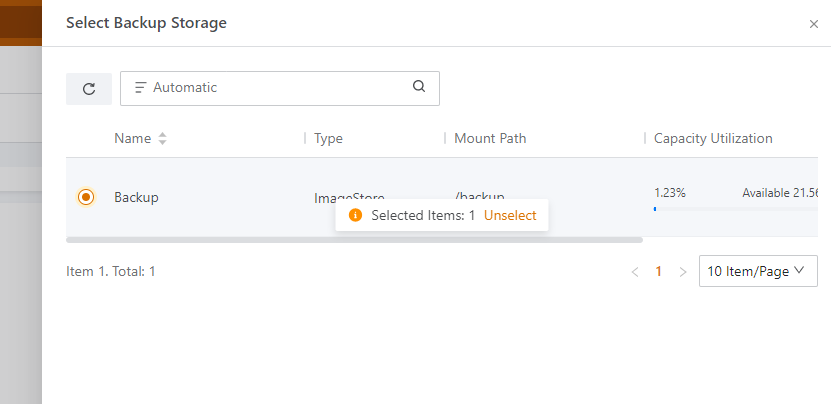 Select Backup Storage
Automatic
Name Type Mount Path Capacity Utilization
Backup ImageStore /backup 1.23% Available 21.56
Selected Items: 1 Unselect
Item 1. Total: 1 1 10 Item/Page